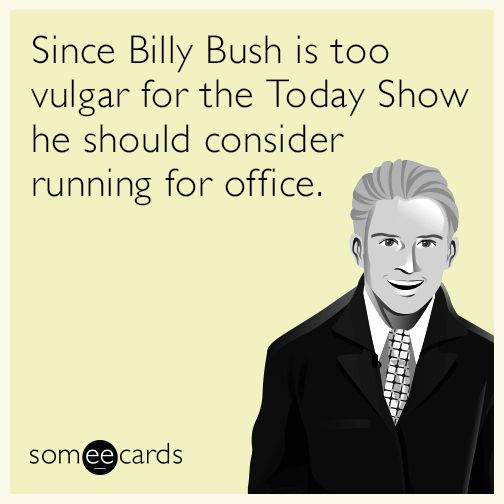 Since Billy Bush is too
vulgar for the Today Show
he should consider
running for office.
someecards